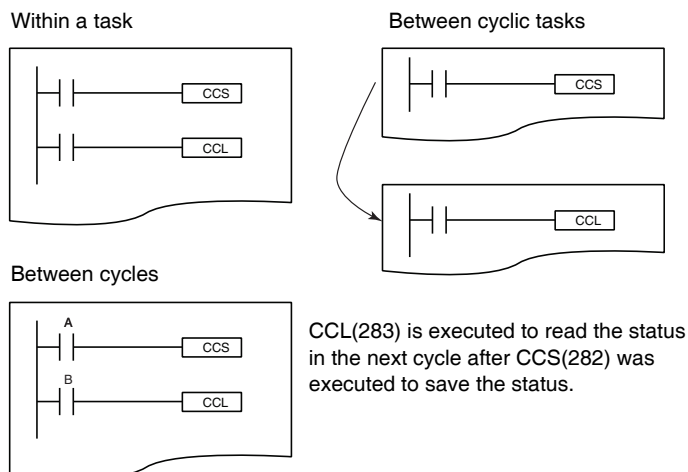 Within a task
CCS
CCL
Between cyclic tasks
CCS
CCL
Between cycles
A
CCS
B
CCL
CCL(283) is executed to read the status
in the next cycle after CCS(282) was
executed to save the status.